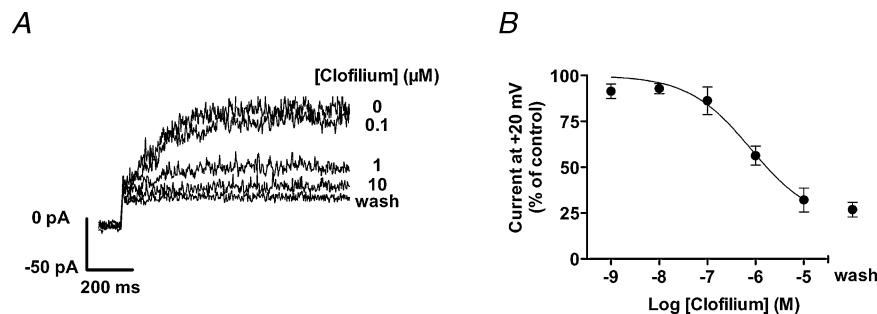 A
[Clofilium] (µM)
0
0.1
1
10
wash
0 pA
-50 pA
200 ms
B
Current at +20 mV
(% of control)
100
75
50
25
0
-9 -8 -7 -6 -5 wash
Log [Clofilium] (M)